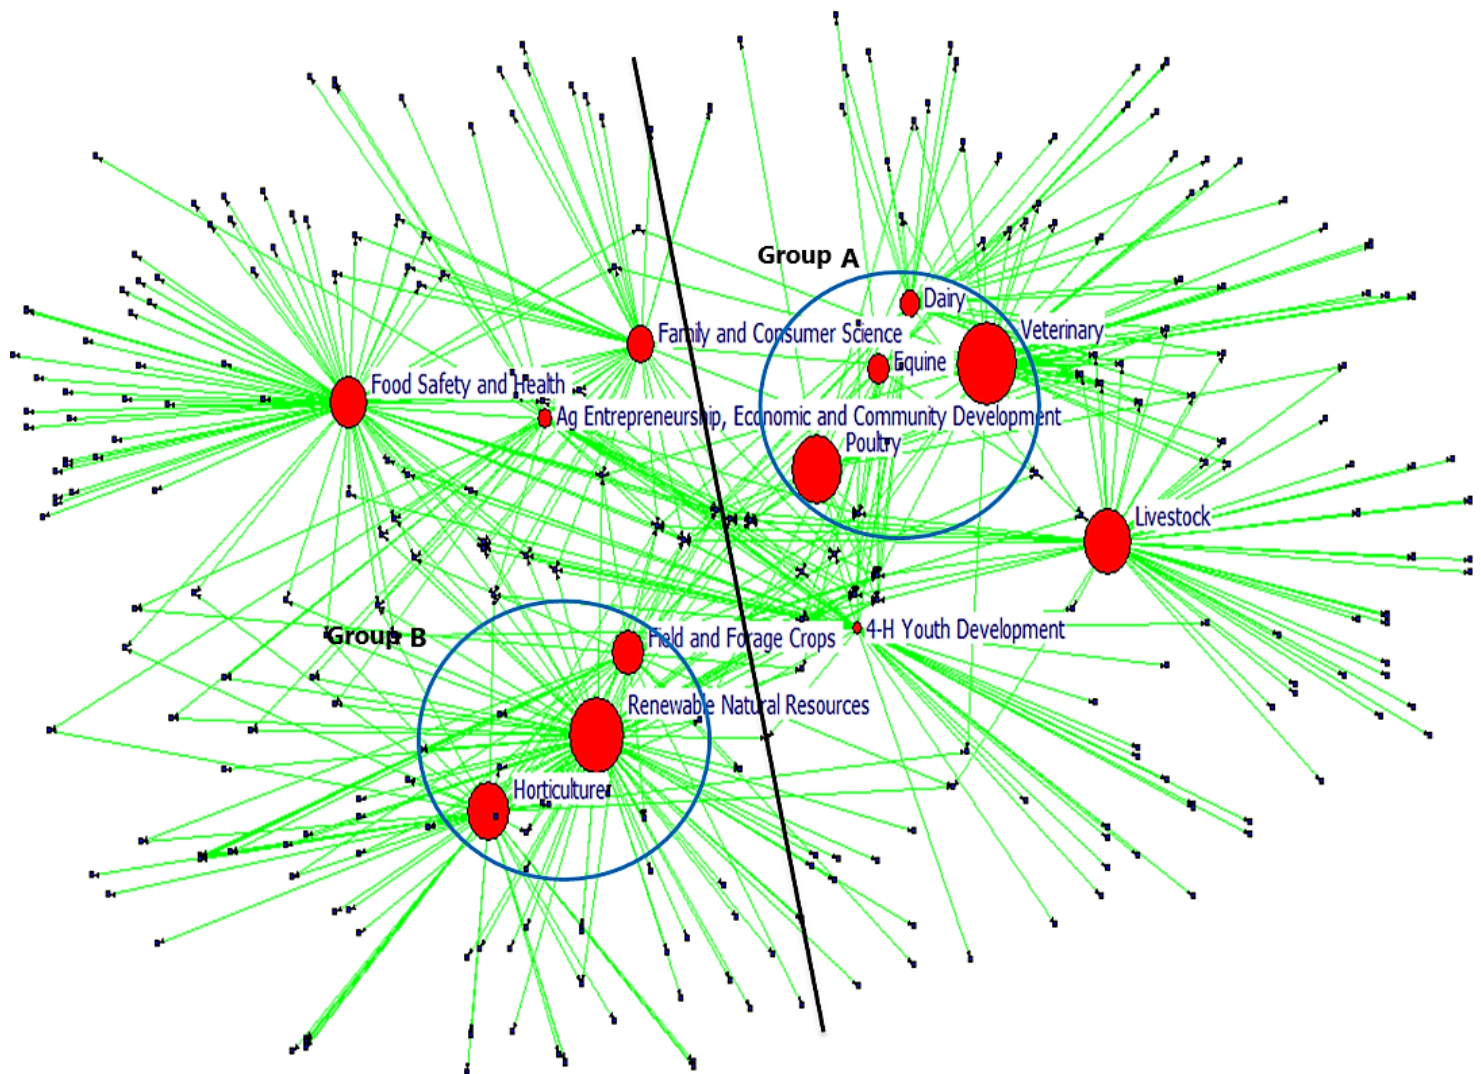 Group A
Dairy
Veterinary
Family and Consumer Science
Equine
Food Safety and Health
Ag Entrepreneurship, Economic and Community Development
Poultry
Livestock
4-H Youth Development
Group B
Field and Forage Crops
Renewable Natural Resources
Horticulture